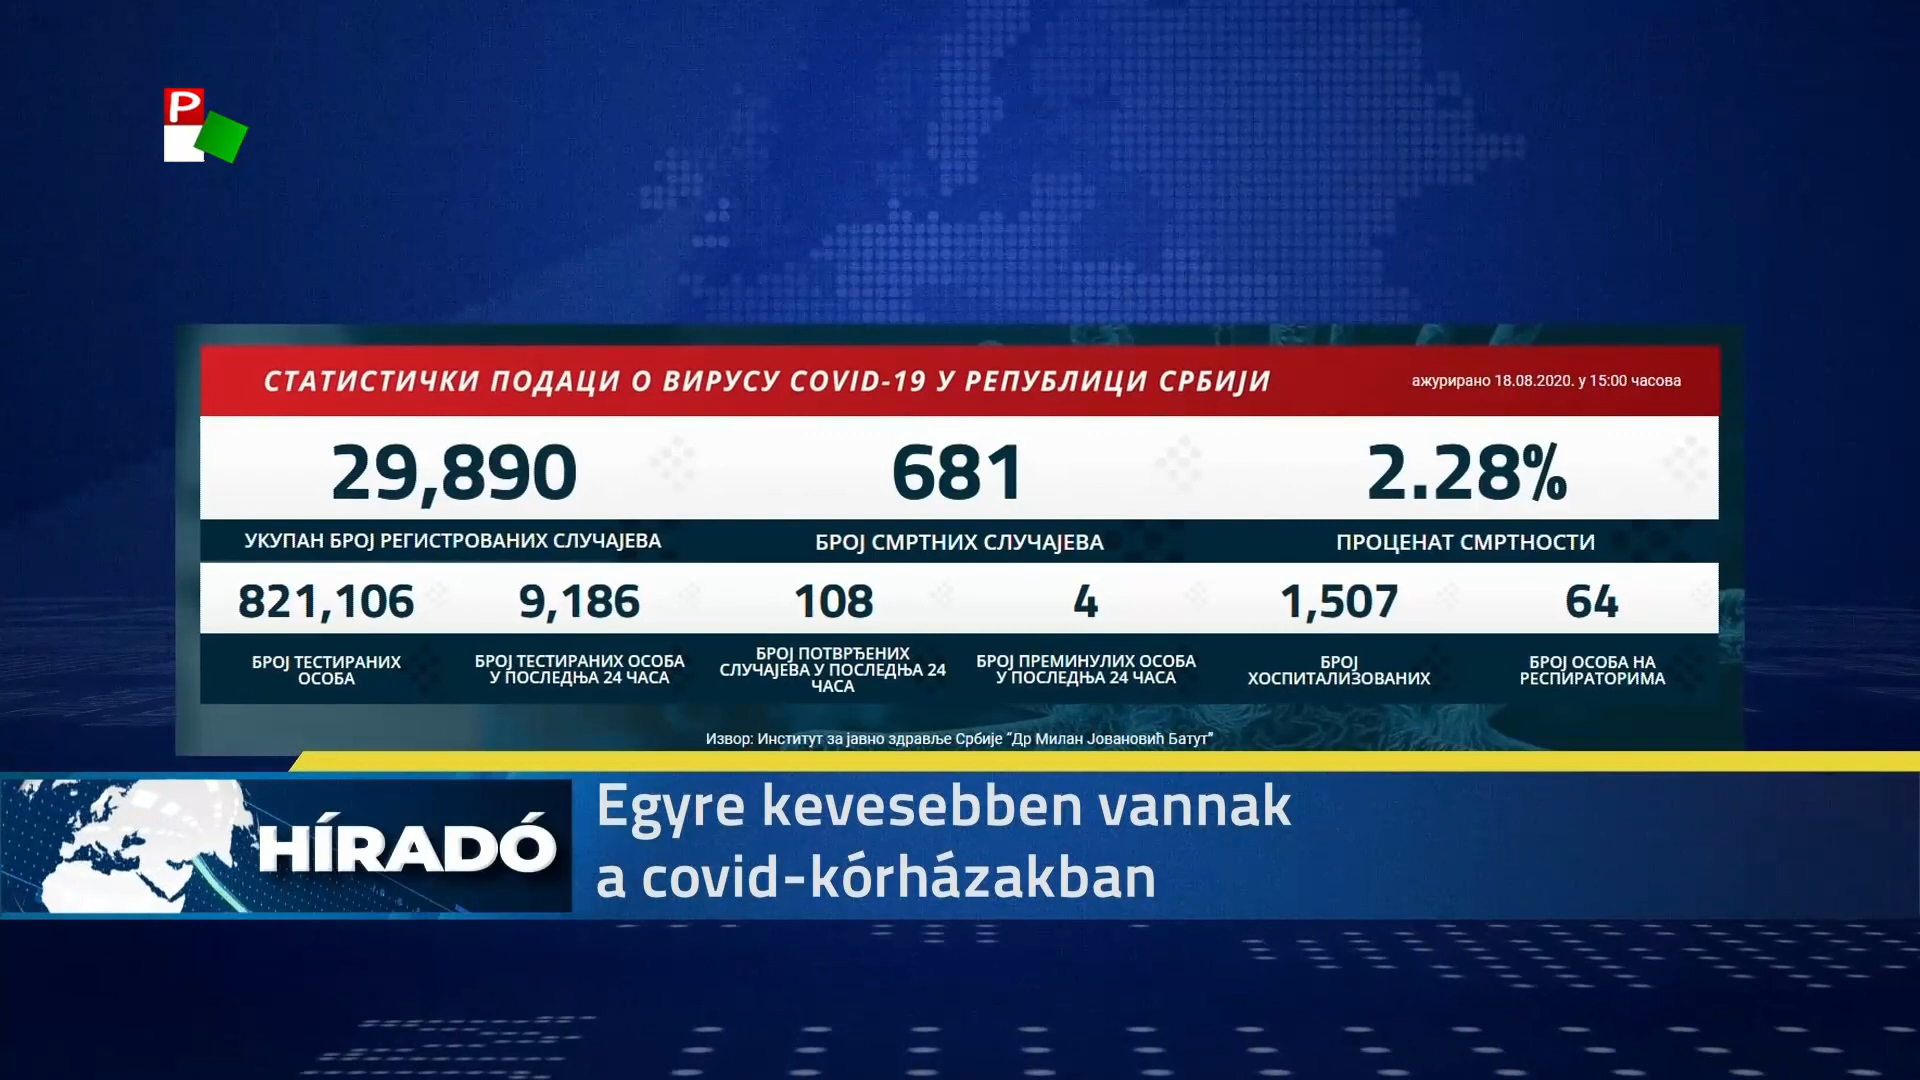 P
СТАТИСТИЧКИ ПОДАЦИ О ВИРУСУ COVID-19 У РЕПУБЛИЦИ СРБИЈИ
ажурирано 18.08.2020. у 15:00 часова
29,890
681
2.28%
УКУПАН БРОЈ РЕГИСТРОВАНИХ СЛУЧАЈЕВА
БРОЈ СМРТНИХ СЛУЧАЈЕВА
ПРОЦЕНАТ СМРТНОСТИ
821,106
9,186
108
4
1,507
64
БРОЈ ТЕСТИРАНИХ
ОСОБА
БРОЈ ТЕСТИРАНИХ ОСОБА
У ПОСЛЕДЊА 24 ЧАСА
БРОЈ ПОТВРЂЕНИХ
СЛУЧАЈЕВА У ПОСЛЕДЊА 24
ЧАСА
БРОЈ ПРЕМИНУЛИХ ОСОБА
У ПОСЛЕДЊА 24 ЧАСА
БРОЈ
ХОСПИТАЛИЗОВАНИХ
БРОЈ ОСОБА НА
РЕСПИРАТОРИМА
Извор: Институт за јавно здравље Србије “Др Милан Јовановић Батут”
HÍRADÓ
Egyre kevesebben vannak
a covid-kórházakban